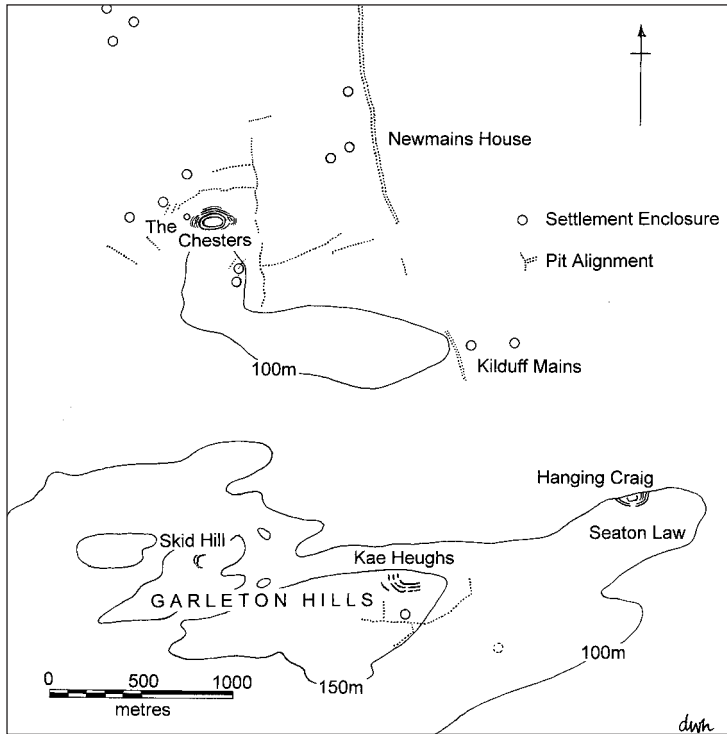 Newmains House
Settlement Enclosure
The
Chesters
Pit Alignment
100m
Kilduff Mains
Hanging Craig
Seaton Law
Skid Hill
Kae Heughs
GARLETON HILLS
100m
150m
0 500 1000
metres
dwh